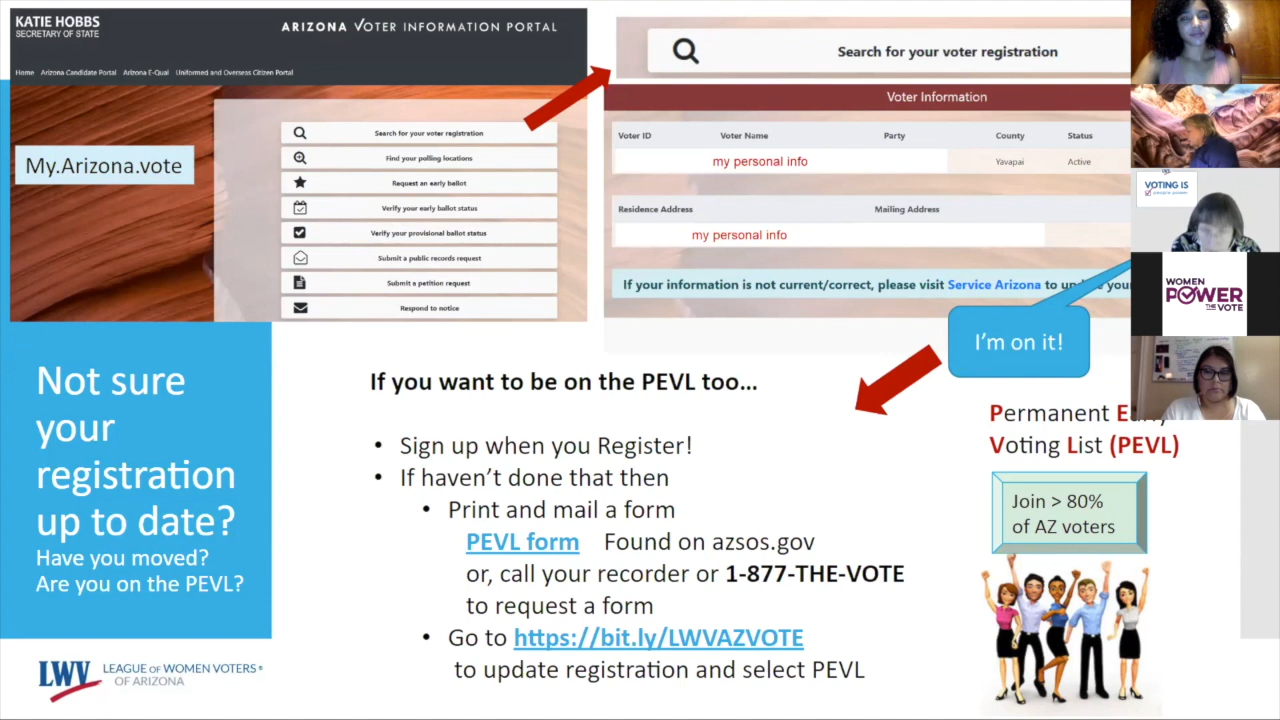 KATIE HOBBS
SECRETARY OF STATE
ARIZONA VOTER INFORMATION PORTAL
Home Arizona Candidate Portal Arizona E-Qual Uniformed and Overseas Citizen Portal
My.Arizona.vote
Search for your voter registration
Find your polling locations
Request an early ballot
Verify your early ballot status
Verify your provisional ballot status
Submit a public records request
Submit a petition request
Respond to notice
Search for your voter registration
Voter Information
Voter ID Voter Name Party County Status
my personal info Yavapai Active
Residence Address Mailing Address
my personal info
If your information is not current/correct, please visit Service Arizona to
I'm on it!
VOTING IS
people power
WOMEN
POWER
THE VOTE
Not sure
your
registration
up to date?
Have you moved?
Are you on the PEVL?
If you want to be on the PEVL too...
• Sign up when you Register!
• If haven't done that then
• Print and mail a form
PEVL form Found on azsos.gov
or, call your recorder or 1-877-THE-VOTE
to request a form
• Go to https://bit.ly/LWVAZVOTE
to update registration and select PEVL
Permanent
Voting List (PEVL)
Join > 80%
of AZ voters
LWV LEAGUE OF WOMEN VOTERS®
OF ARIZONA